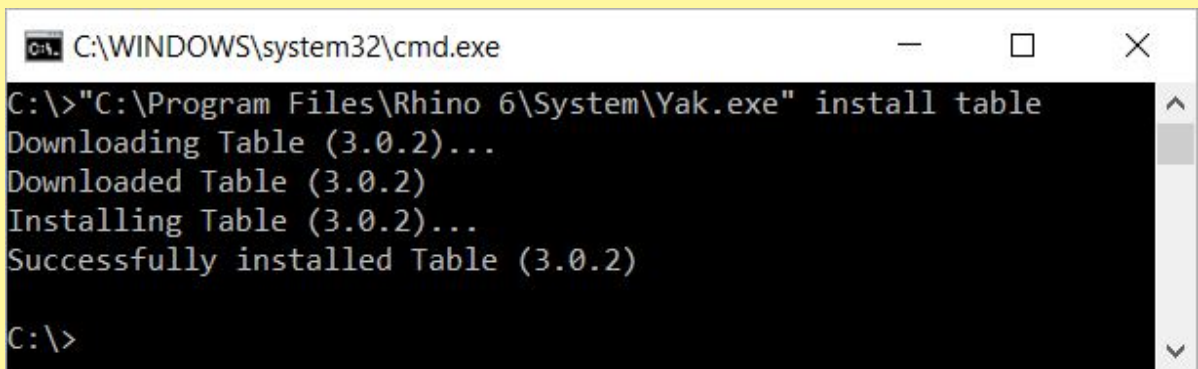 C:\WINDOWS\system32\cmd.exe
C:\>"C:\Program Files\Rhino 6\System\Yak.exe" install table
Downloading Table (3.0.2)...
Downloaded Table (3.0.2)
Installing Table (3.0.2)...
Successfully installed Table (3.0.2)
C:\>